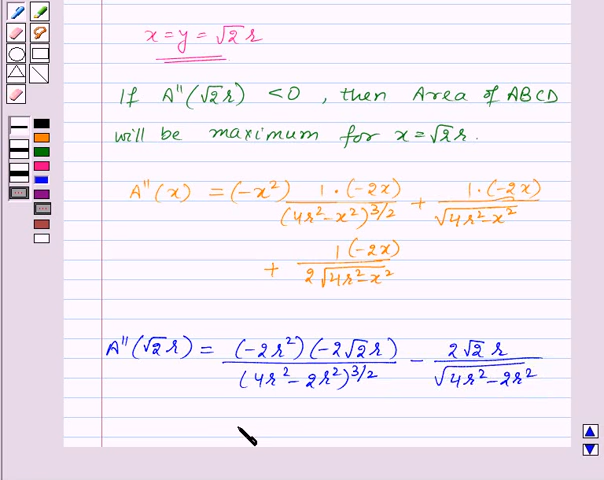 x = y = √2 r
If A''(√2 r) < 0 , then Area of ABCD
will be maximum for x = √2 r.
A''(x) = (-x²) 1·(-2x)/(4r²-x²)^3/2 + 1·(-2x)/√4r²-x²
+ 1(-2x)/2√4r²-x²
A''(√2 r) = (-2r²)(-2√2 r)/(4r²-2r²)^3/2 - 2√2 r/√4r²-2r²